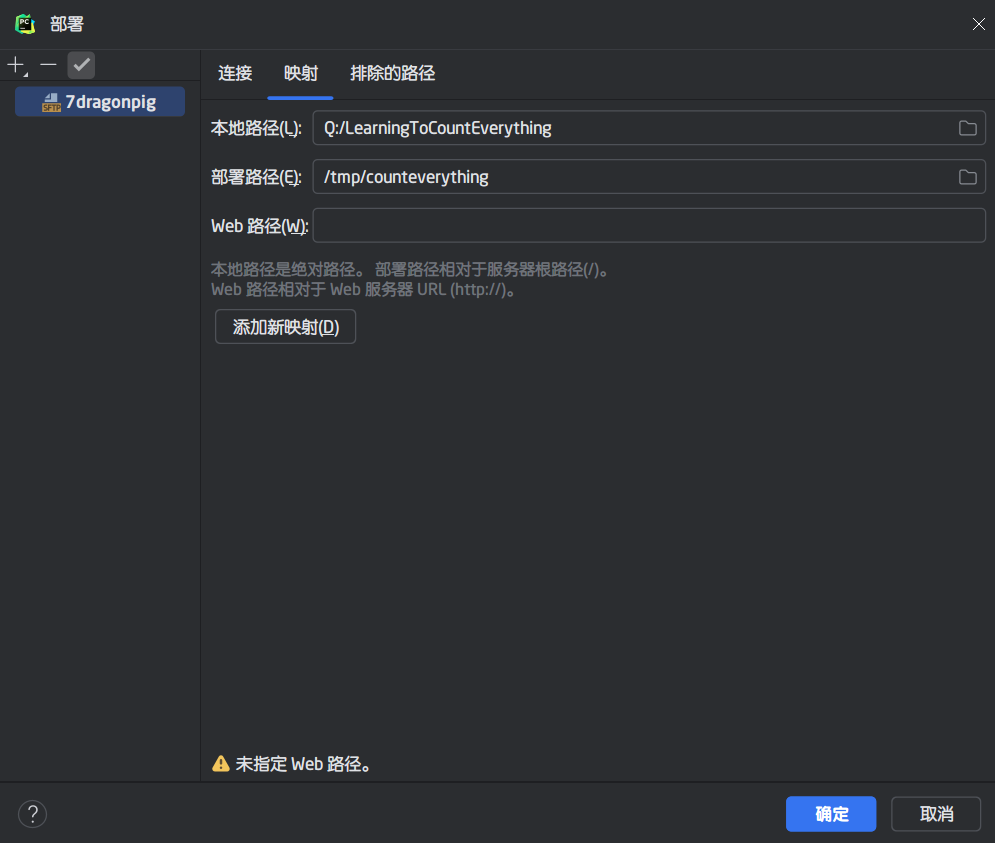 部署
SFTP 7dragonpig
连接 映射 排除的路径
本地路径(L): Q:/LearningToCountEverything
部署路径(E): /tmp/counteverything
Web 路径(W):
本地路径是绝对路径。 部署路径相对于服务器根路径(/)。
Web 路径相对于 Web 服务器 URL (http://)。
添加新映射(D)
未指定 Web 路径。
? 确定 取消